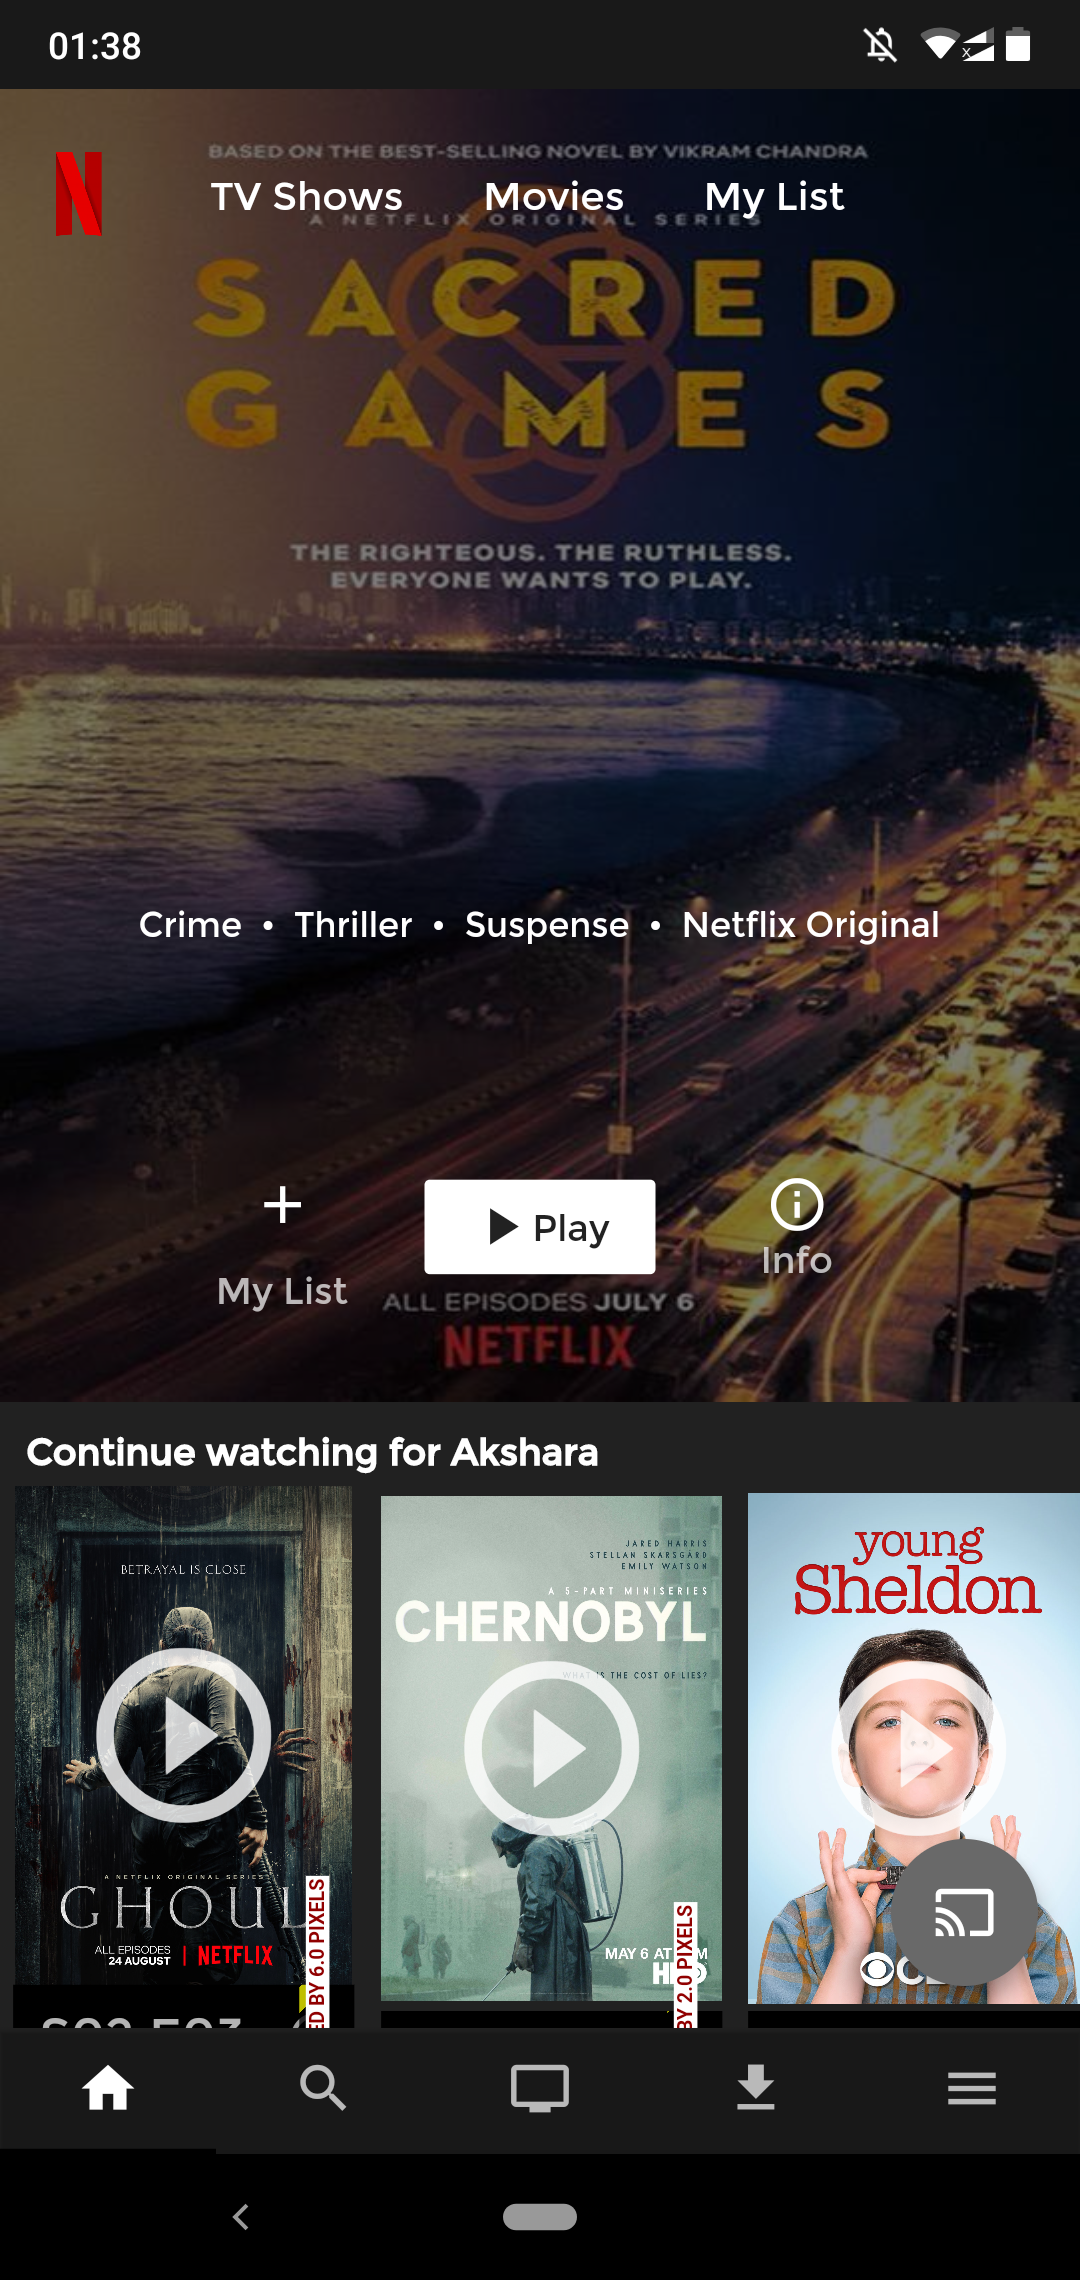 01:38
BASED ON THE BEST-SELLING NOVEL BY VIKRAM CHANDRA
TV Shows Movies My List
A NETFLIX ORIGINAL SERIES
SACRED
GAMES
THE RIGHTEOUS. THE RUTHLESS.
EVERYONE WANTS TO PLAY.
Crime • Thriller • Suspense • Netflix Original
Play
Info
My List
ALL EPISODES JULY 6
NETFLIX
Continue watching for Akshara
BETRAYAL IS CLOSE
A NETFLIX ORIGINAL SERIES
GHOUL
ALL EPISODES
24 AUGUST
NETFLIX
BY 6.0 PIXELS
JARED HARRIS
STELLAN SKARSGÅRD
EMILY WATSON
A 5-PART MINISERIES
CHERNOBYL
WHAT IS THE COST OF LIES?
MAY 6 AT
HBO
BY 2.0 PIXELS
young
Sheldon